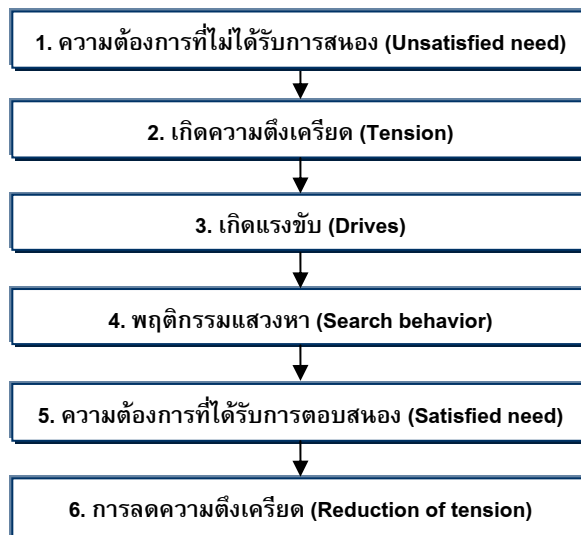 1. ความต้องการที่ไม่ได้รับการสนอง (Unsatisfied need)
2. เกิดความตึงเครียด (Tension)
3. เกิดแรงขับ (Drives)
4. พฤติกรรมแสวงหา (Search behavior)
5. ความต้องการที่ได้รับการตอบสนอง (Satisfied need)
6. การลดความตึงเครียด (Reduction of tension)